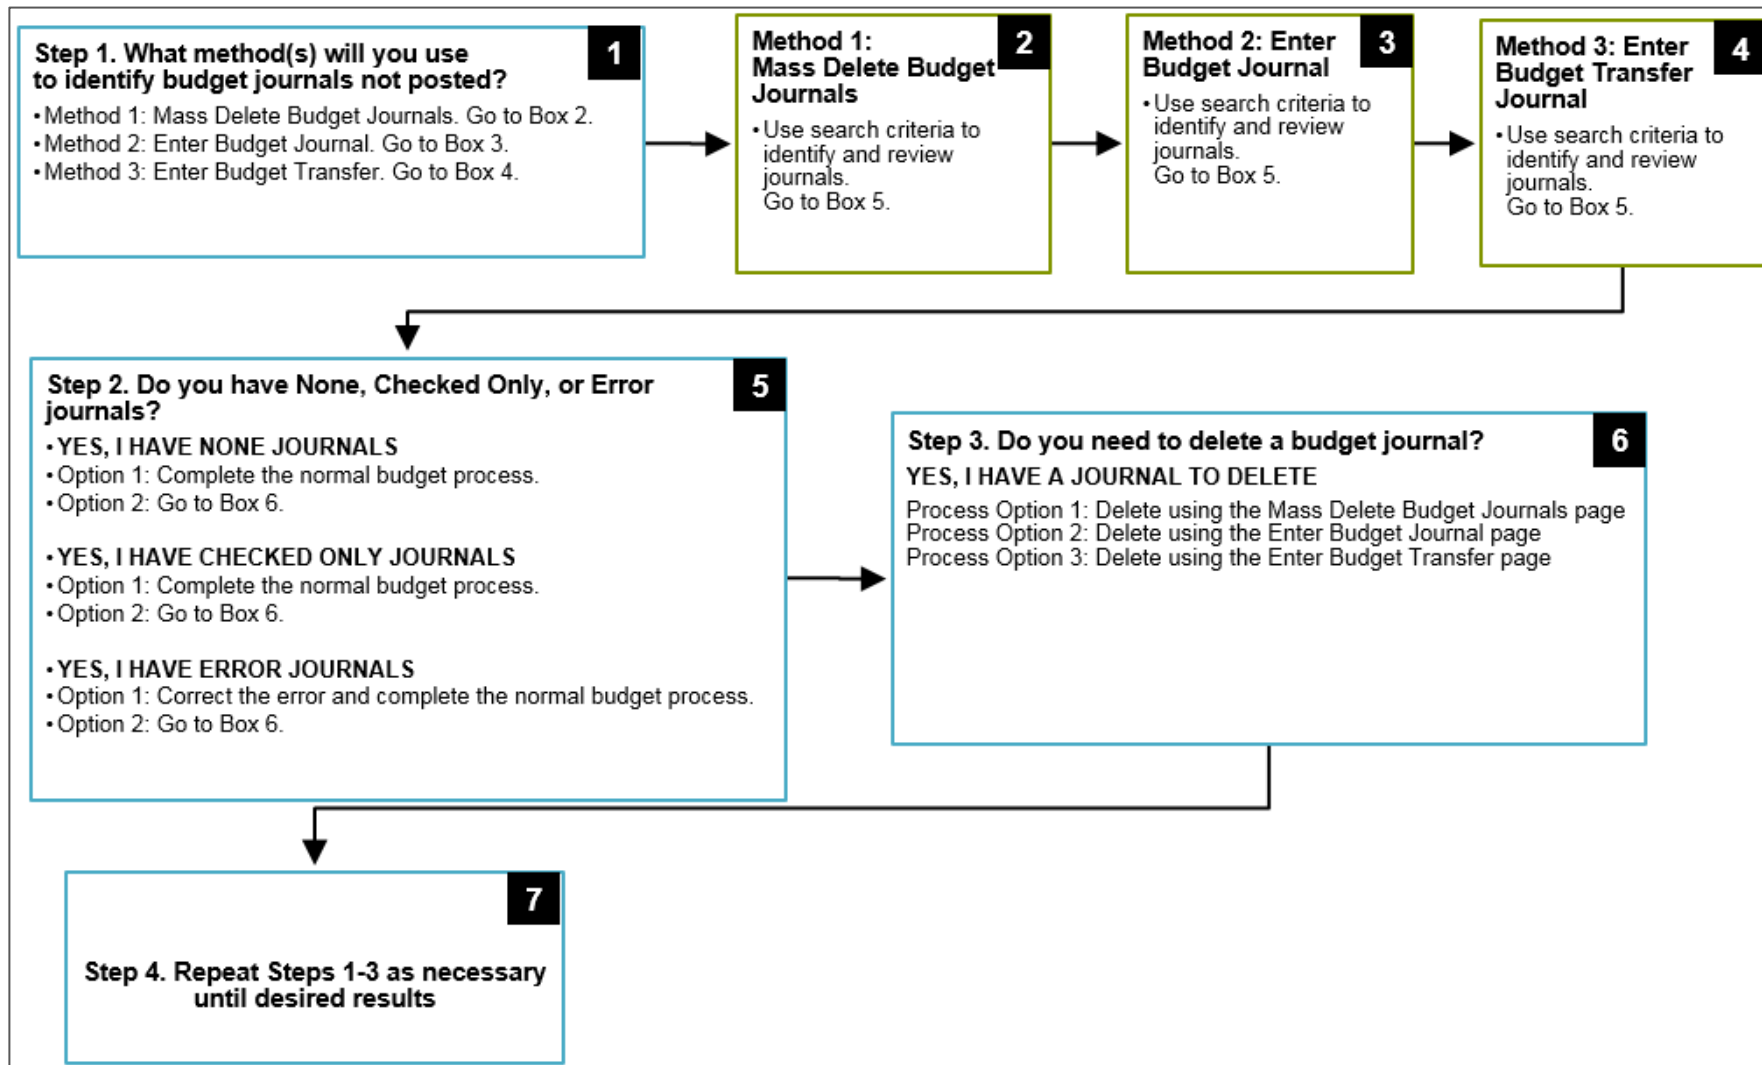 Step 1. What method(s) will you use
to identify budget journals not posted?
1
• Method 1: Mass Delete Budget Journals. Go to Box 2.
• Method 2: Enter Budget Journal. Go to Box 3.
• Method 3: Enter Budget Transfer. Go to Box 4.
Method 1:
Mass Delete Budget
Journals
2
• Use search criteria to
identify and review
journals.
Go to Box 5.
Method 2: Enter
Budget Journal
3
• Use search criteria to
identify and review
journals.
Go to Box 5.
Method 3: Enter
Budget Transfer
Journal
4
• Use search criteria to
identify and review
journals.
Go to Box 5.
Step 2. Do you have None, Checked Only, or Error
journals?
5
• YES, I HAVE NONE JOURNALS
• Option 1: Complete the normal budget process.
• Option 2: Go to Box 6.
• YES, I HAVE CHECKED ONLY JOURNALS
• Option 1: Complete the normal budget process.
• Option 2: Go to Box 6.
• YES, I HAVE ERROR JOURNALS
• Option 1: Correct the error and complete the normal budget process.
• Option 2: Go to Box 6.
Step 3. Do you need to delete a budget journal?
6
YES, I HAVE A JOURNAL TO DELETE
Process Option 1: Delete using the Mass Delete Budget Journals page
Process Option 2: Delete using the Enter Budget Journal page
Process Option 3: Delete using the Enter Budget Transfer page
7
Step 4. Repeat Steps 1-3 as necessary
until desired results